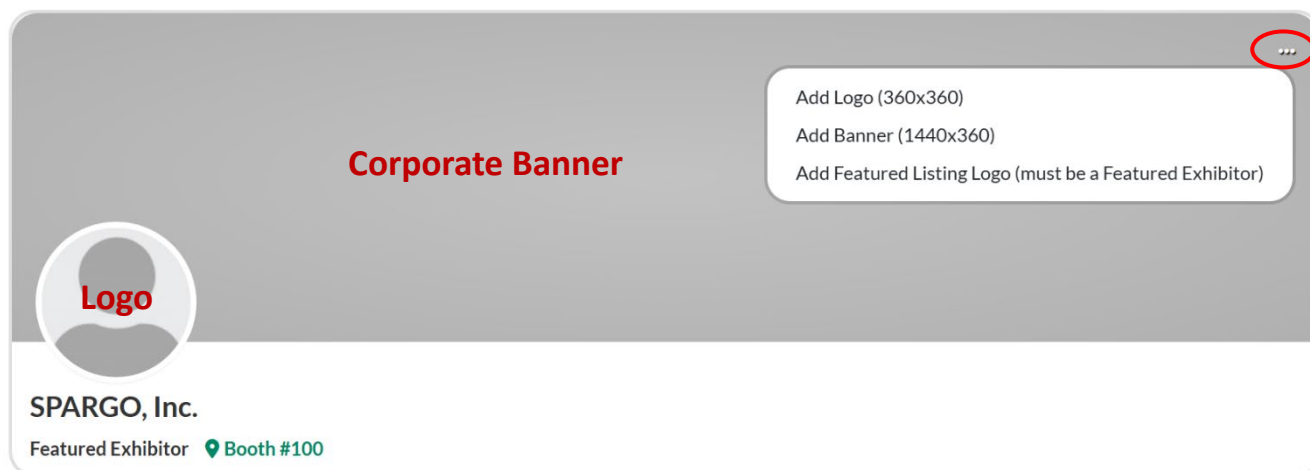 ...
Add Logo (360x360)
Add Banner (1440x360)
Add Featured Listing Logo (must be a Featured Exhibitor)
Corporate Banner
Logo
SPARGO, Inc.
Featured Exhibitor Booth #100